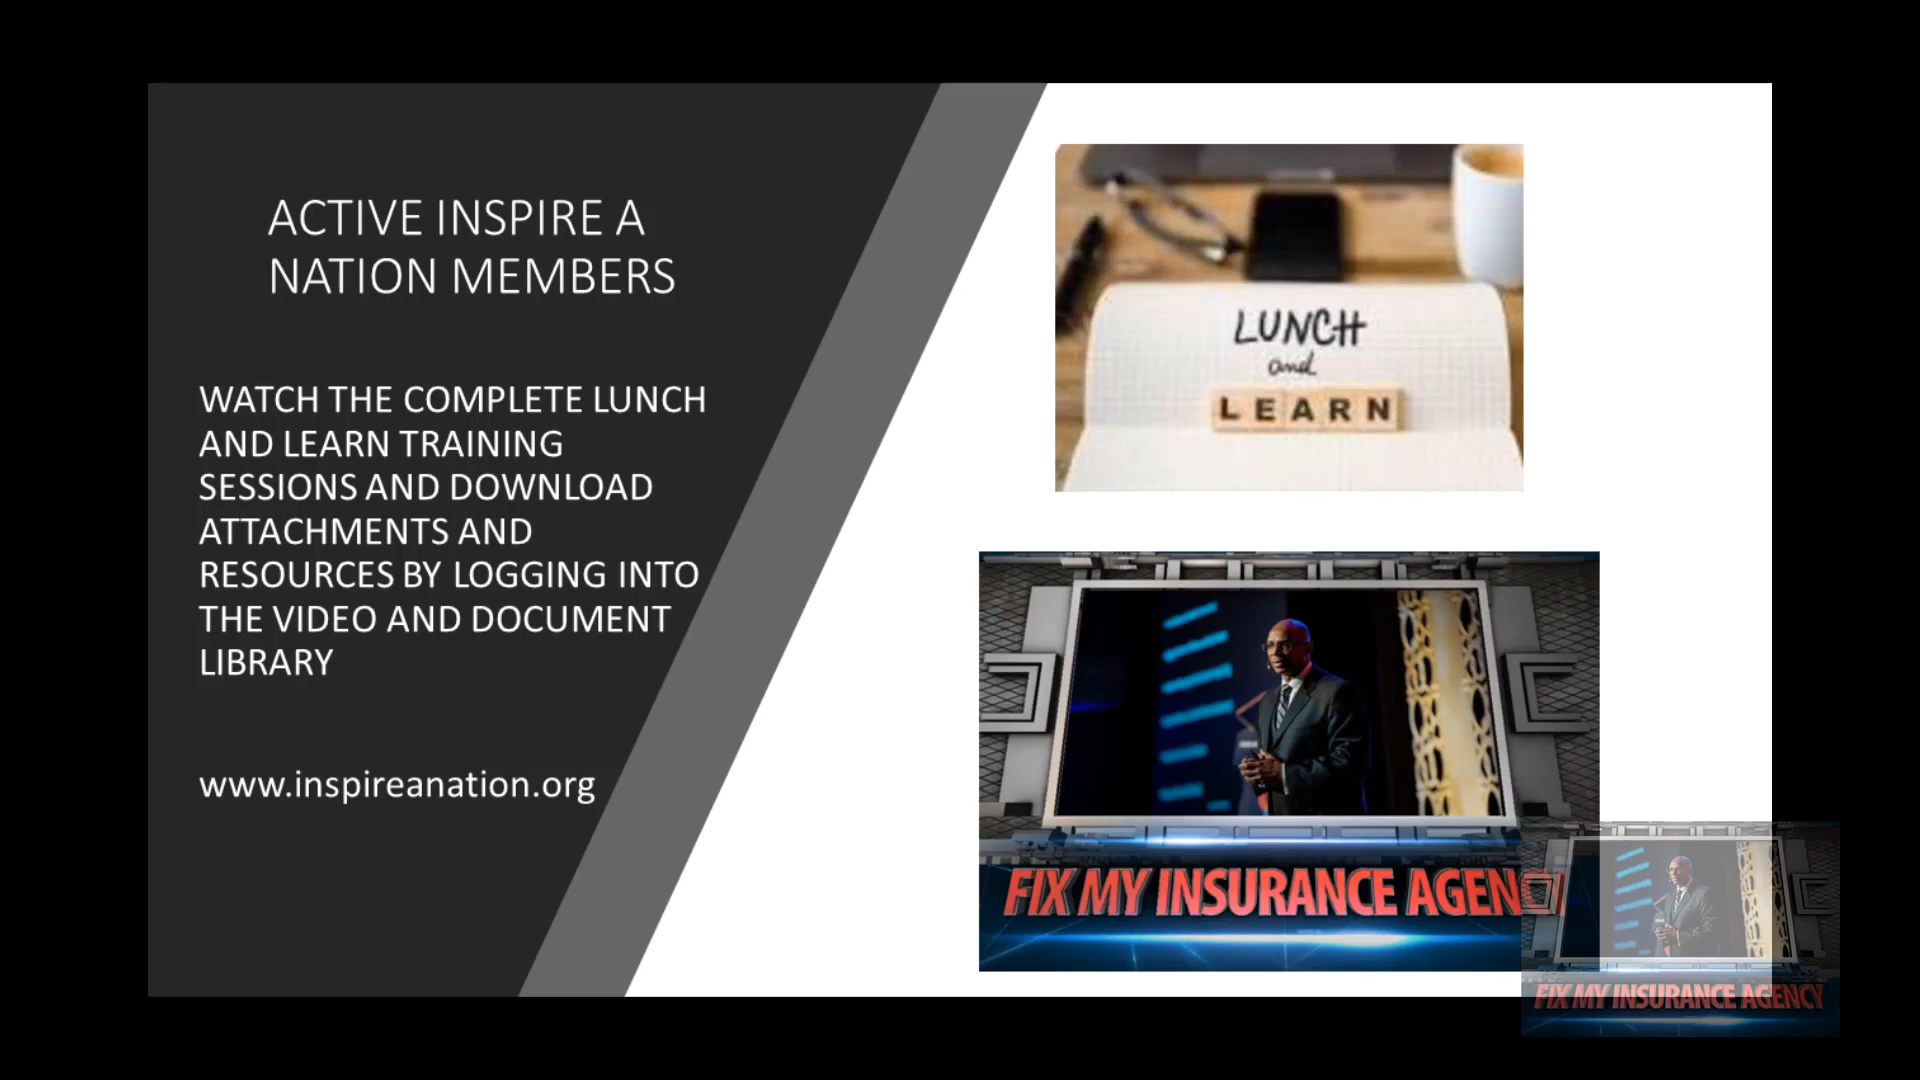 ACTIVE INSPIRE A
NATION MEMBERS
WATCH THE COMPLETE LUNCH
AND LEARN TRAINING
SESSIONS AND DOWNLOAD
ATTACHMENTS AND
RESOURCES BY LOGGING INTO
THE VIDEO AND DOCUMENT
LIBRARY
www.inspireanation.org
LUNCH
and
LEARN
FIX MY INSURANCE AGENCY
FIX MY INSURANCE AGENCY